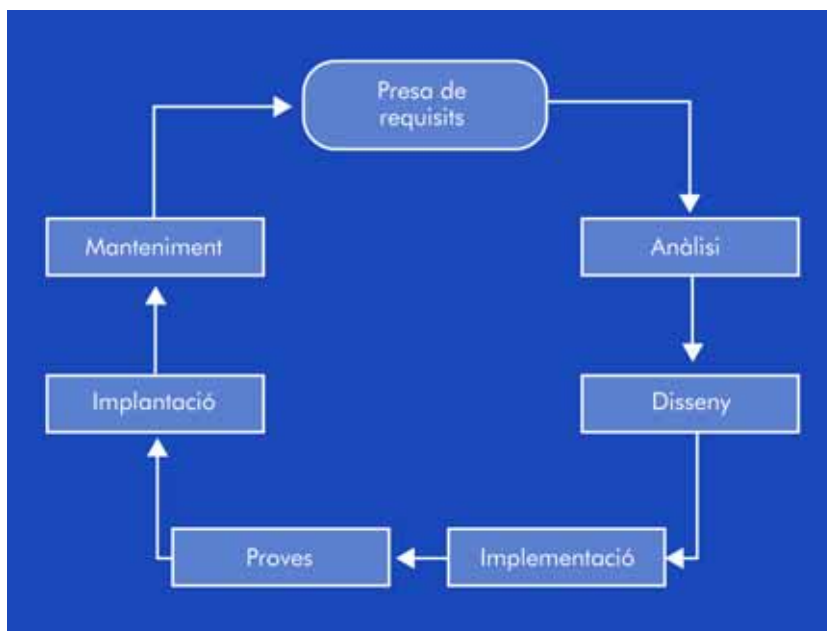 Presa de
requisits
Anàlisi
Disseny
Implementació
Proves
Implantació
Manteniment